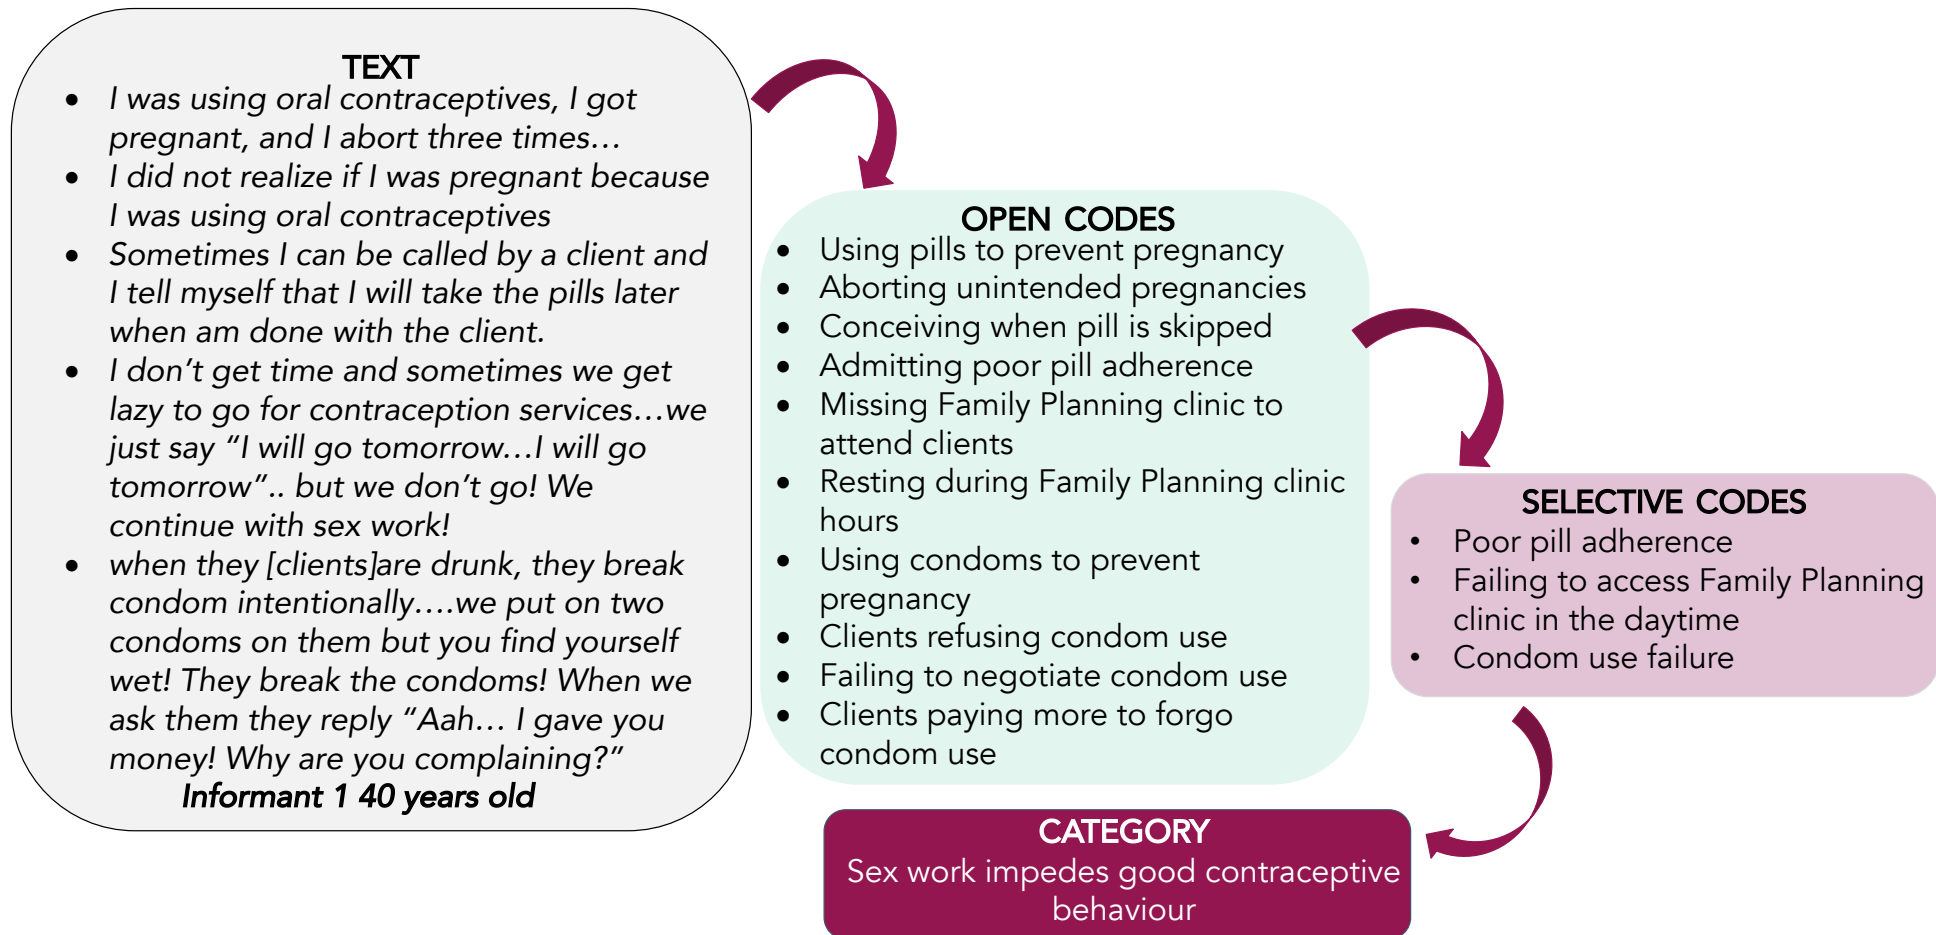 TEXT
• I was using oral contraceptives, I got
pregnant, and I abort three times…
• I did not realize if I was pregnant because
I was using oral contraceptives
• Sometimes I can be called by a client and
I tell myself that I will take the pills later
when am done with the client.
• I don’t get time and sometimes we get
lazy to go for contraception services…we
just say “I will go tomorrow…I will go
tomorrow”.. but we don’t go! We
continue with sex work!
• when they [clients]are drunk, they break
condom intentionally….we put on two
condoms on them but you find yourself
wet! They break the condoms! When we
ask them they reply “Aah… I gave you
money! Why are you complaining?”
Informant 1 40 years old
OPEN CODES
• Using pills to prevent pregnancy
• Aborting unintended pregnancies
• Conceiving when pill is skipped
• Admitting poor pill adherence
• Missing Family Planning clinic to
attend clients
• Resting during Family Planning clinic
hours
• Using condoms to prevent
pregnancy
• Clients refusing condom use
• Failing to negotiate condom use
• Clients paying more to forgo
condom use
SELECTIVE CODES
• Poor pill adherence
• Failing to access Family Planning
clinic in the daytime
• Condom use failure
CATEGORY
Sex work impedes good contraceptive
behaviour